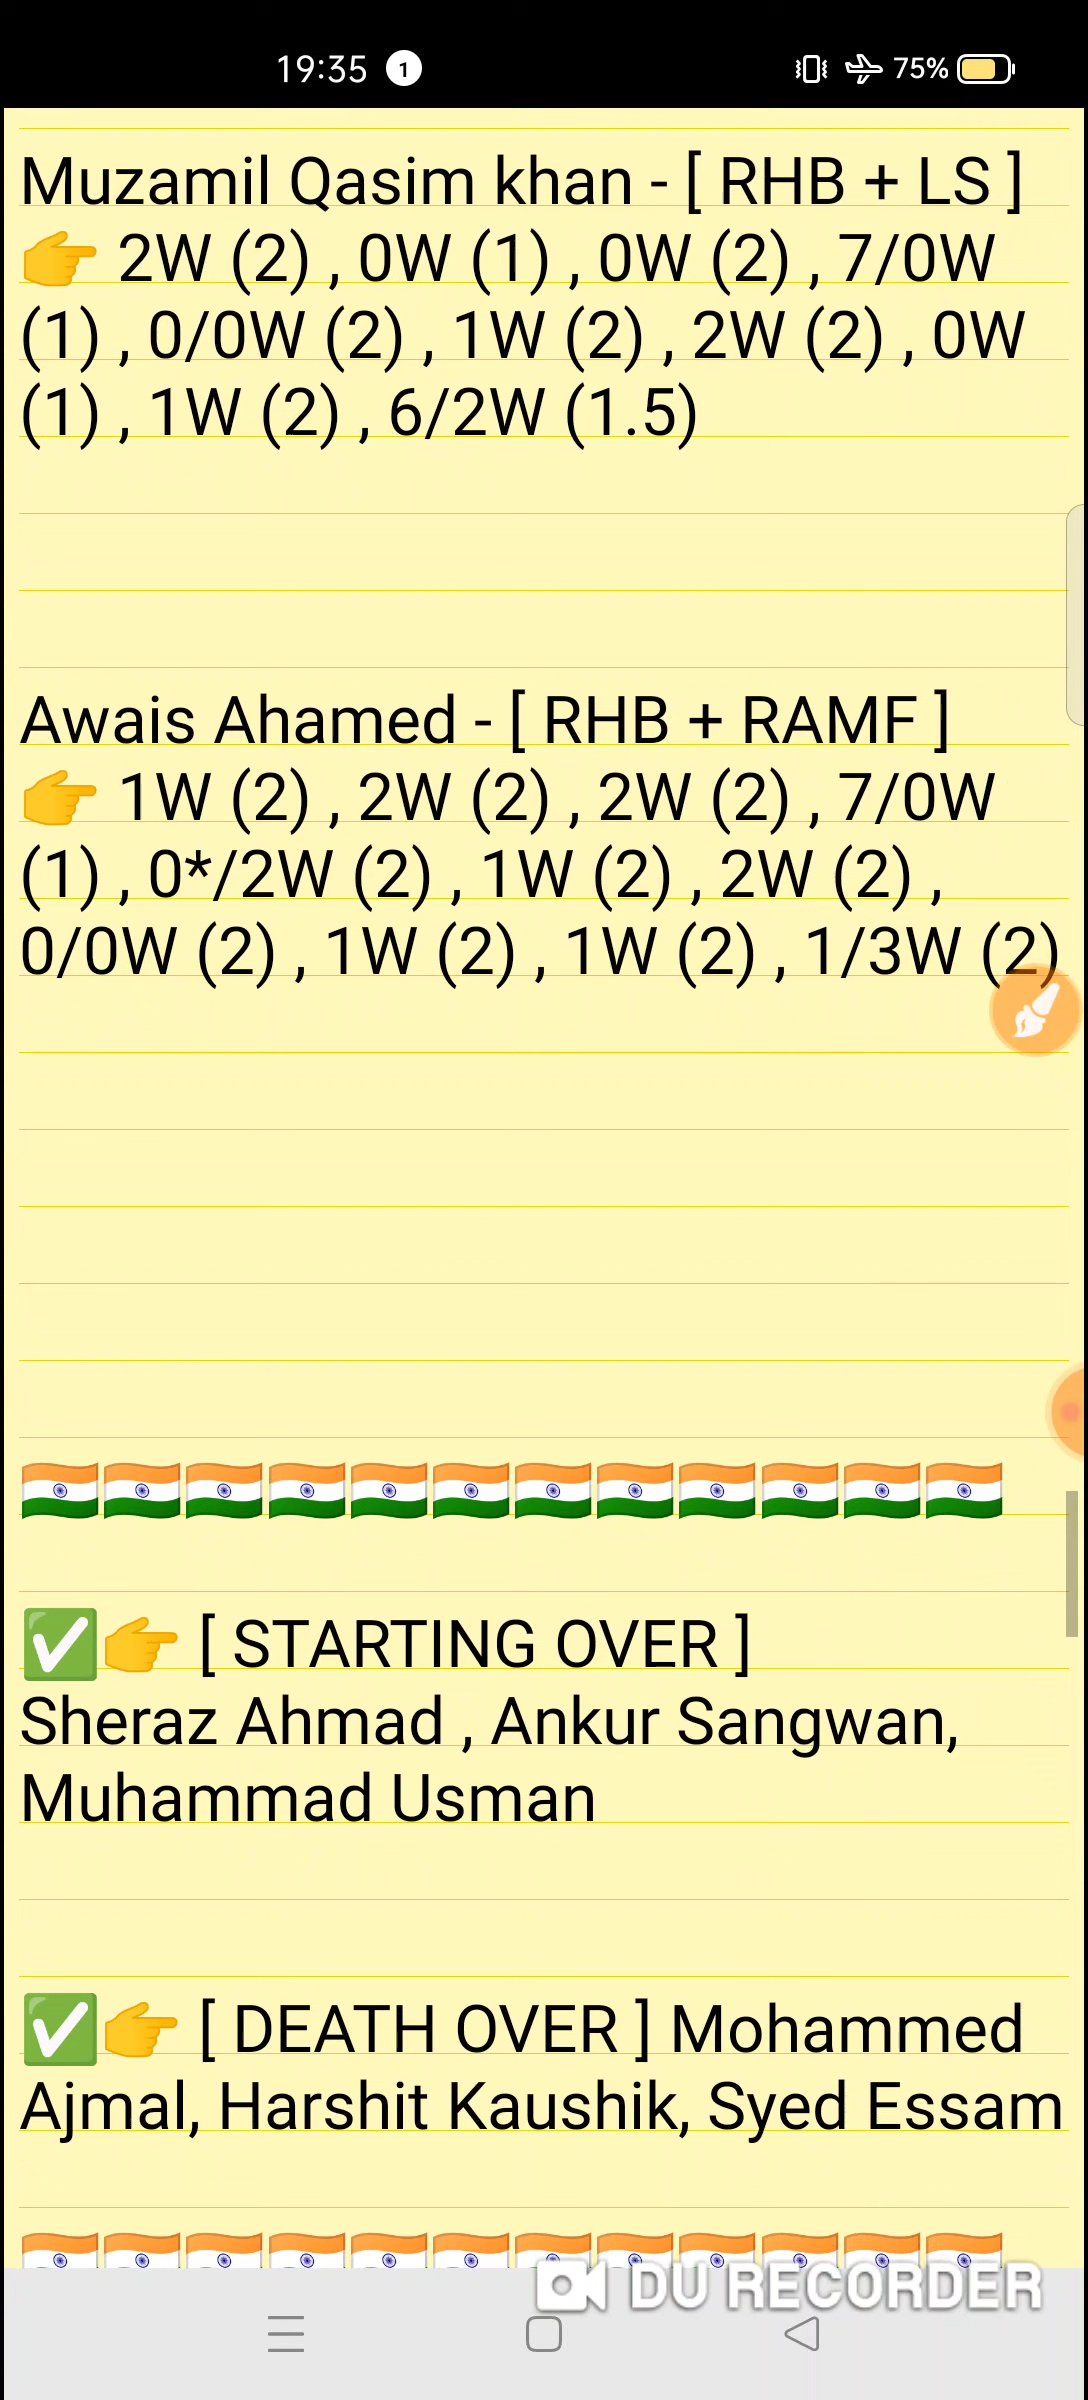 19:35 1 75%
Muzamil Qasim khan - [ RHB + LS ]
👉 2W (2) , 0W (1) , 0W (2) , 7/0W
(1) , 0/0W (2) , 1W (2) , 2W (2) , 0W
(1) , 1W (2) , 6/2W (1.5)
Awais Ahamed - [ RHB + RAMF ]
👉 1W (2) , 2W (2) , 2W (2) , 7/0W
(1) , 0*/2W (2) , 1W (2) , 2W (2) ,
0/0W (2) , 1W (2) , 1W (2) , 1/3W (2)
🇮🇳🇮🇳🇮🇳🇮🇳🇮🇳🇮🇳🇮🇳🇮🇳🇮🇳🇮🇳🇮🇳🇮🇳
✅👉 [ STARTING OVER ]
Sheraz Ahmad , Ankur Sangwan,
Muhammad Usman
✅👉 [ DEATH OVER ] Mohammed
Ajmal, Harshit Kaushik, Syed Essam
🇮🇳🇮🇳🇮🇳🇮🇳🇮🇳🇮🇳🇮🇳🇮🇳🇮🇳🇮🇳🇮🇳🇮🇳
DU RECORDER